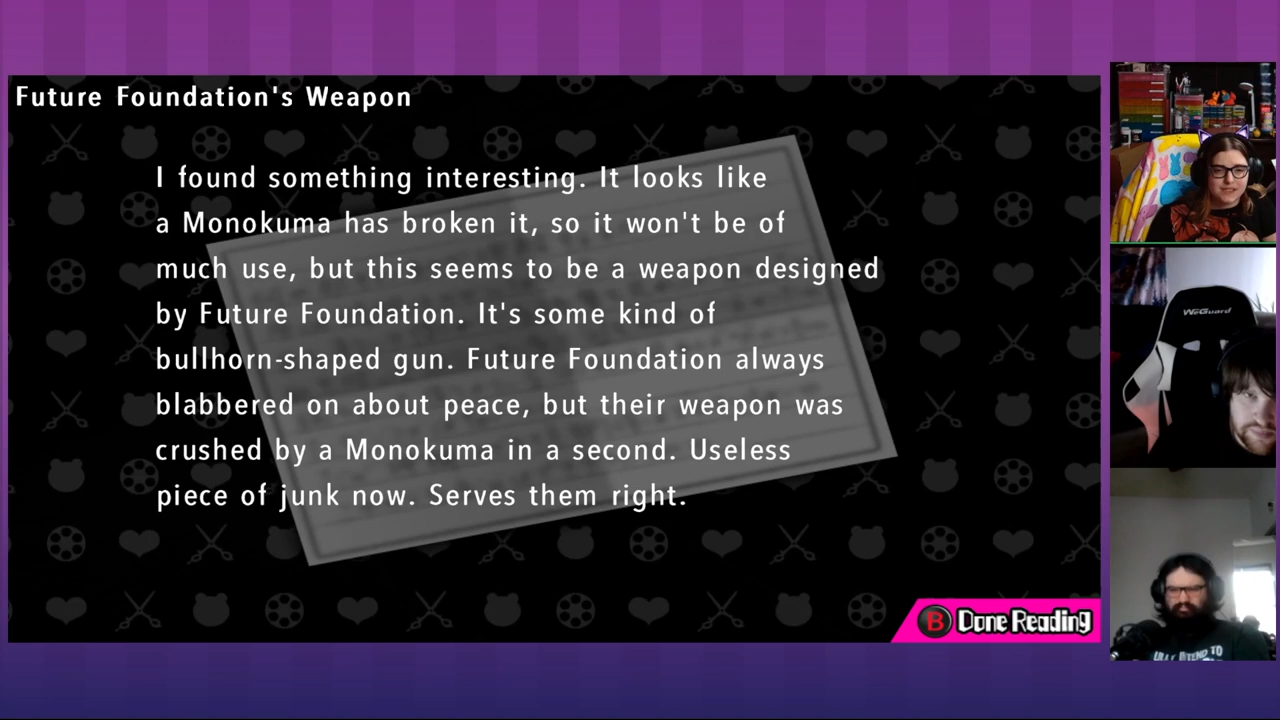 Future Foundation's Weapon
I found something interesting. It looks like
a Monokuma has broken it, so it won't be of
much use, but this seems to be a weapon designed
by Future Foundation. It's some kind of
bullhorn-shaped gun. Future Foundation always
blabbered on about peace, but their weapon was
crushed by a Monokuma in a second. Useless
piece of junk now. Serves them right.
B Done Reading
WeGuard